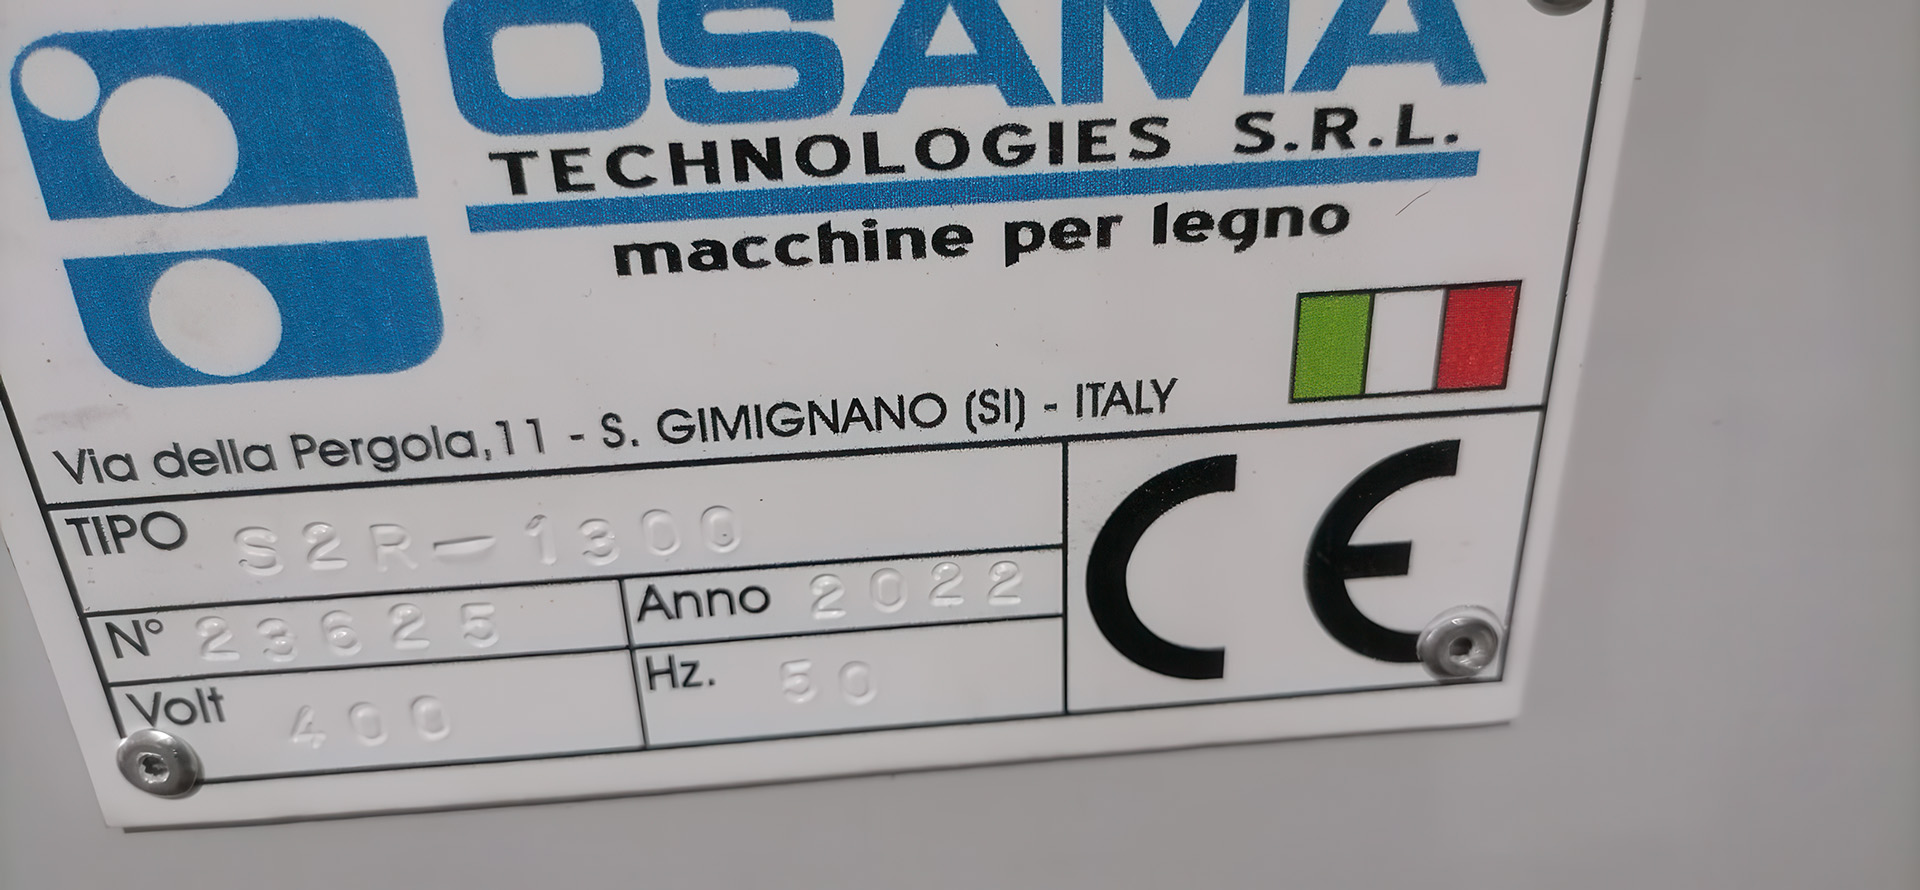 OSAMA
TECHNOLOGIES S.R.L.
macchine per legno
Via della Pergola,11 - S. GIMIGNANO (SI) - ITALY
TIPO S2R-1300
N° 23625 Anno 2022
Volt 400 Hz. 50
CE